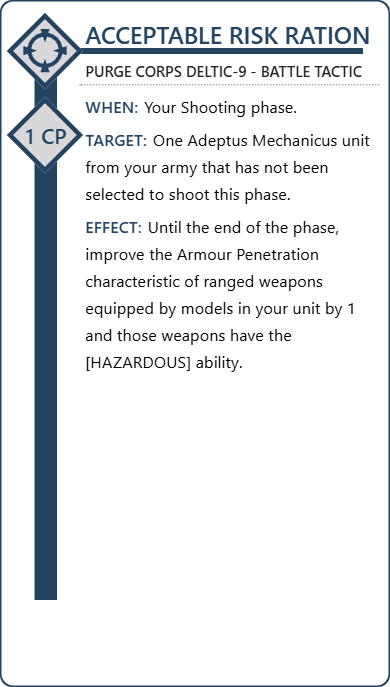 ACCEPTABLE RISK RATION
PURGE CORPS DELTIC-9 - BATTLE TACTIC
1 CP
WHEN: Your Shooting phase.
TARGET: One Adeptus Mechanicus unit
from your army that has not been
selected to shoot this phase.
EFFECT: Until the end of the phase,
improve the Armour Penetration
characteristic of ranged weapons
equipped by models in your unit by 1
and those weapons have the
[HAZARDOUS] ability.